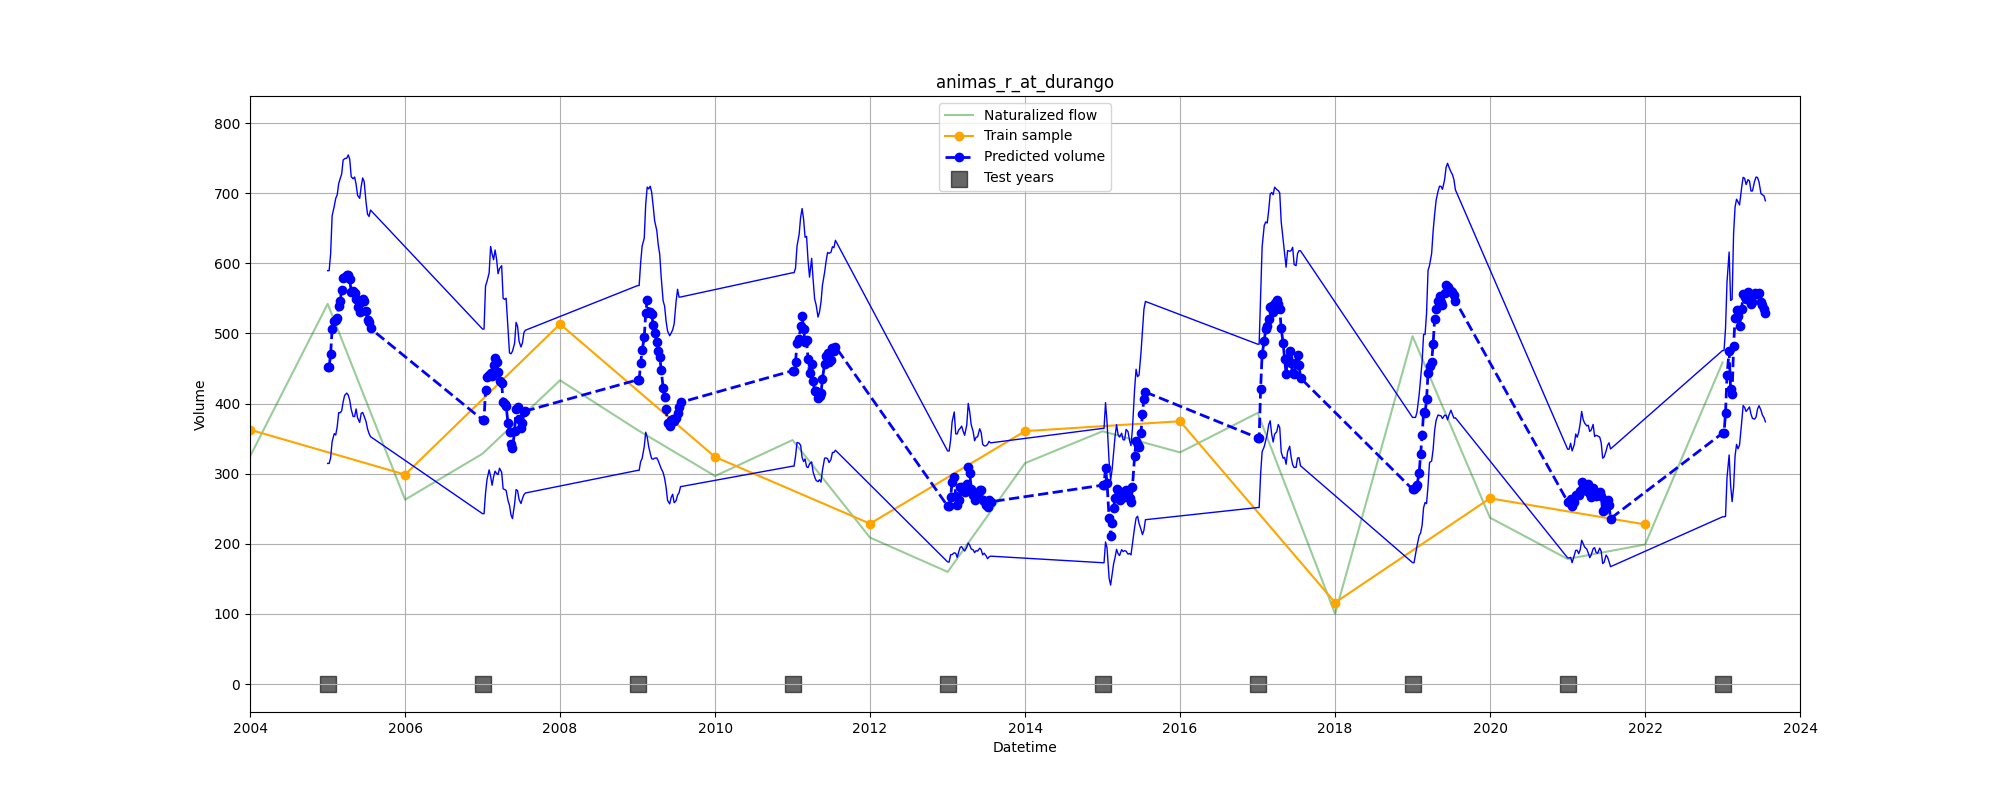 animas_r_at_durango
Naturalized flow
Train sample
Predicted volume
Test years
Volume
800
700
600
500
400
300
200
100
0
2004 2006 2008 2010 2012 2014 2016 2018 2020 2022 2024
Datetime